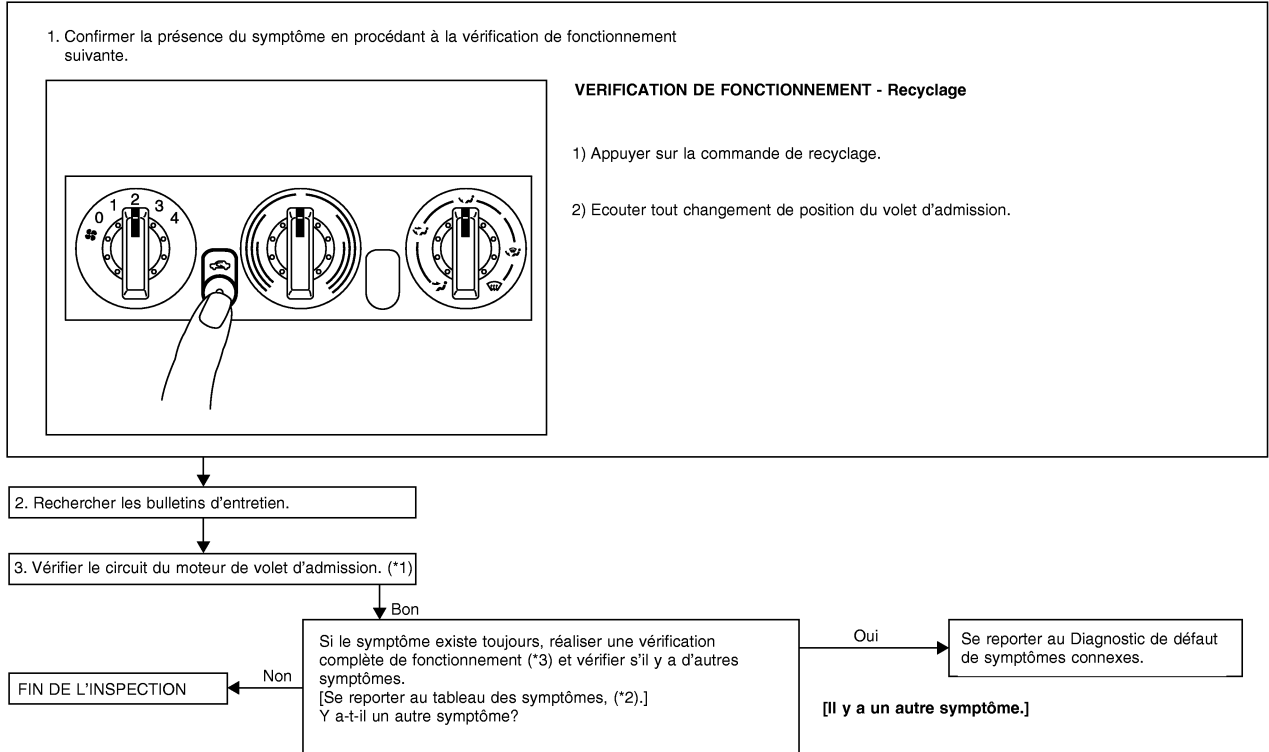 1. Confirmer la présence du symptôme en procédant à la vérification de fonctionnement
suivante.
VERIFICATION DE FONCTIONNEMENT - Recyclage
1) Appuyer sur la commande de recyclage.
2) Ecouter tout changement de position du volet d'admission.
0 1 2 3 4
2. Rechercher les bulletins d'entretien.
3. Vérifier le circuit du moteur de volet d'admission. (*1)
Bon
Si le symptôme existe toujours, réaliser une vérification
complète de fonctionnement (*3) et vérifier s'il y a d'autres
symptômes.
[Se reporter au tableau des symptômes, (*2).]
Y a-t-il un autre symptôme?
Oui
Se reporter au Diagnostic de défaut
de symptômes connexes.
[Il y a un autre symptôme.]
Non
FIN DE L'INSPECTION